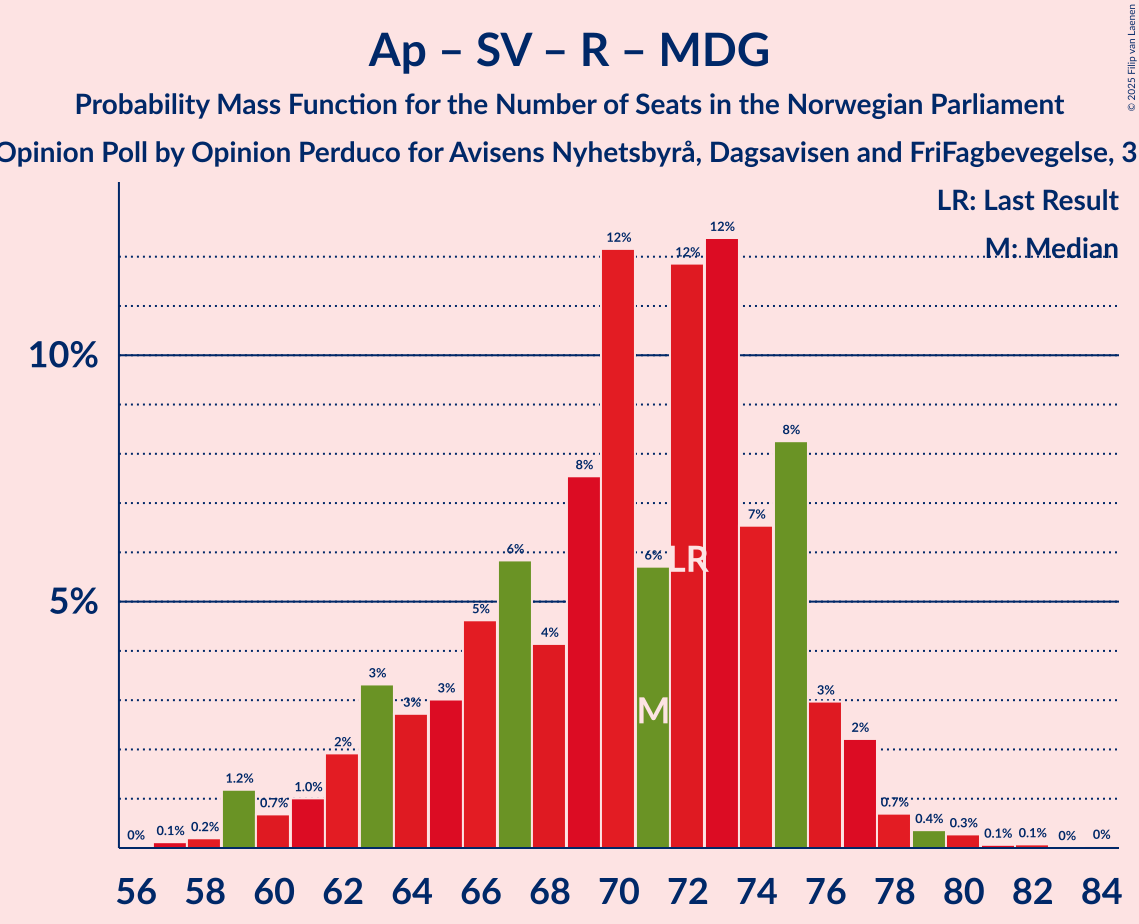 Ap – SV – R – MDG
Probability Mass Function for the Number of Seats in the Norwegian Parliament
Opinion Poll by Opinion Perduco for Avisens Nyhetsbyrå, Dagsavisen and FriFagbevegelse, 3
© 2025 Filip van Laenen
LR: Last Result
M: Median
10%
5%
0% 0.1% 0.2% 1.2% 0.7% 1.0% 2% 3% 3% 3% 5% 6% 4% 8% 12% 6% 12% 12% 7% 8% 3% 2% 0.7% 0.4% 0.3% 0.1% 0.1% 0% 0%
LR
M
56 58 60 62 64 66 68 70 72 74 76 78 80 82 84